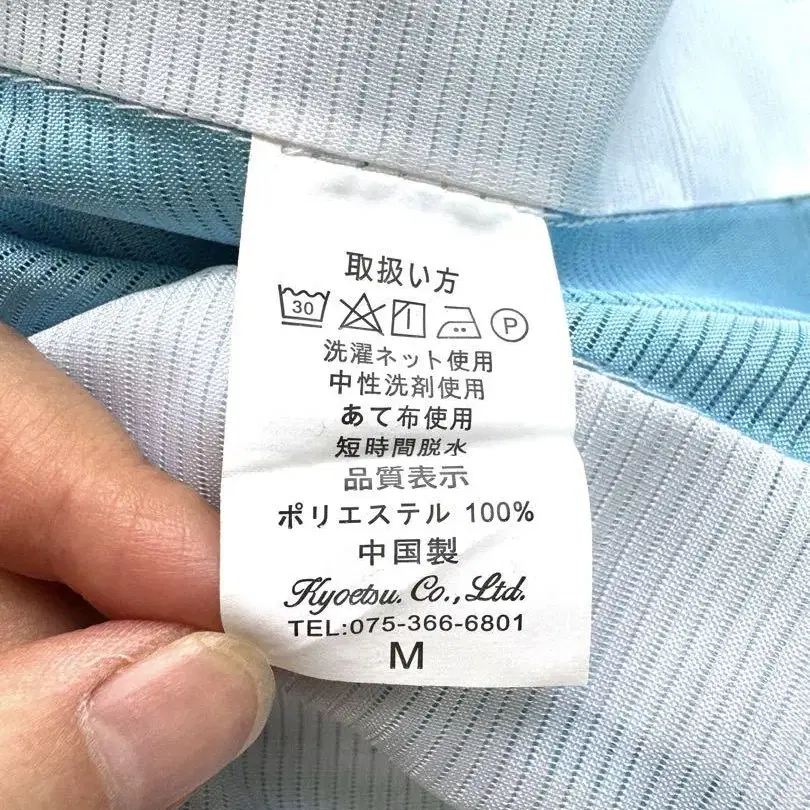 取扱い方
30 P
洗濯ネット使用
中性洗剤使用
あて布使用
短時間脱水
品質表示
ポリエステル 100%
中国製
Kyoetsu. Co., Ltd.
TEL:075-366-6801
M